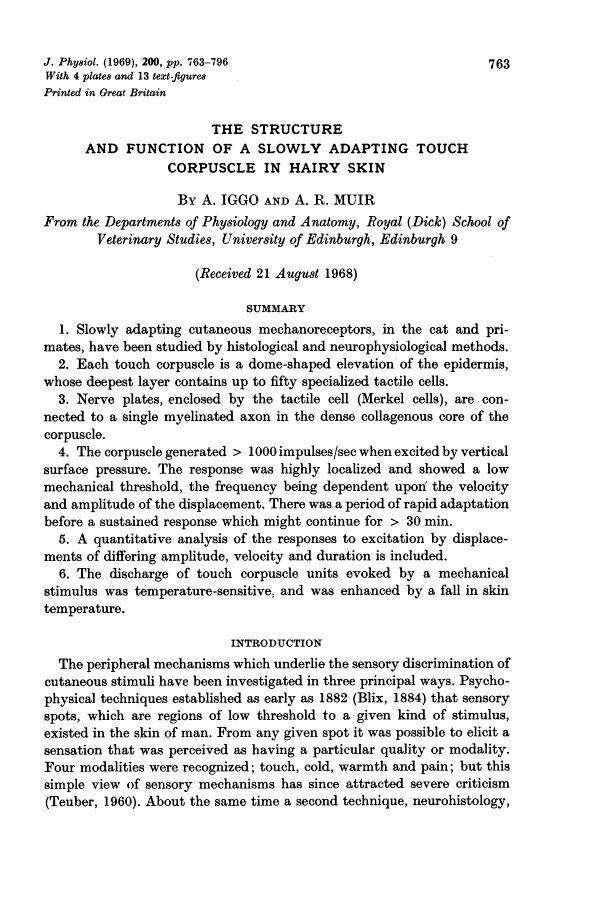 J. Physiol. (1969), 200, pp. 763–796
763
With 4 plates and 13 text-figures
Printed in Great Britain
THE STRUCTURE
AND FUNCTION OF A SLOWLY ADAPTING TOUCH
CORPUSCLE IN HAIRY SKIN
BY A. IGGO AND A. R. MUIR
From the Departments of Physiology and Anatomy, Royal (Dick) School of
Veterinary Studies, University of Edinburgh, Edinburgh 9
(Received 21 August 1968)
SUMMARY
1. Slowly adapting cutaneous mechanoreceptors, in the cat and pri-
mates, have been studied by histological and neurophysiological methods.
2. Each touch corpuscle is a dome-shaped elevation of the epidermis,
whose deepest layer contains up to fifty specialized tactile cells.
3. Nerve plates, enclosed by the tactile cell (Merkel cells), are con-
nected to a single myelinated axon in the dense collagenous core of the
corpuscle.
4. The corpuscle generated > 1000 impulses/sec when excited by vertical
surface pressure. The response was highly localized and showed a low
mechanical threshold, the frequency being dependent upon the velocity
and amplitude of the displacement. There was a period of rapid adaptation
before a sustained response which might continue for > 30 min.
5. A quantitative analysis of the responses to excitation by displace-
ments of differing amplitude, velocity and duration is included.
6. The discharge of touch corpuscle units evoked by a mechanical
stimulus was temperature-sensitive, and was enhanced by a fall in skin
temperature.
INTRODUCTION
The peripheral mechanisms which underlie the sensory discrimination of
cutaneous stimuli have been investigated in three principal ways. Psycho-
physical techniques established as early as 1882 (Blix, 1884) that sensory
spots, which are regions of low threshold to a given kind of stimulus,
existed in the skin of man. From any given spot it was possible to elicit a
sensation that was perceived as having a particular quality or modality.
Four modalities were recognized; touch, cold, warmth and pain; but this
simple view of sensory mechanisms has since attracted severe criticism
(Teuber, 1960). About the same time a second technique, neurohistology,